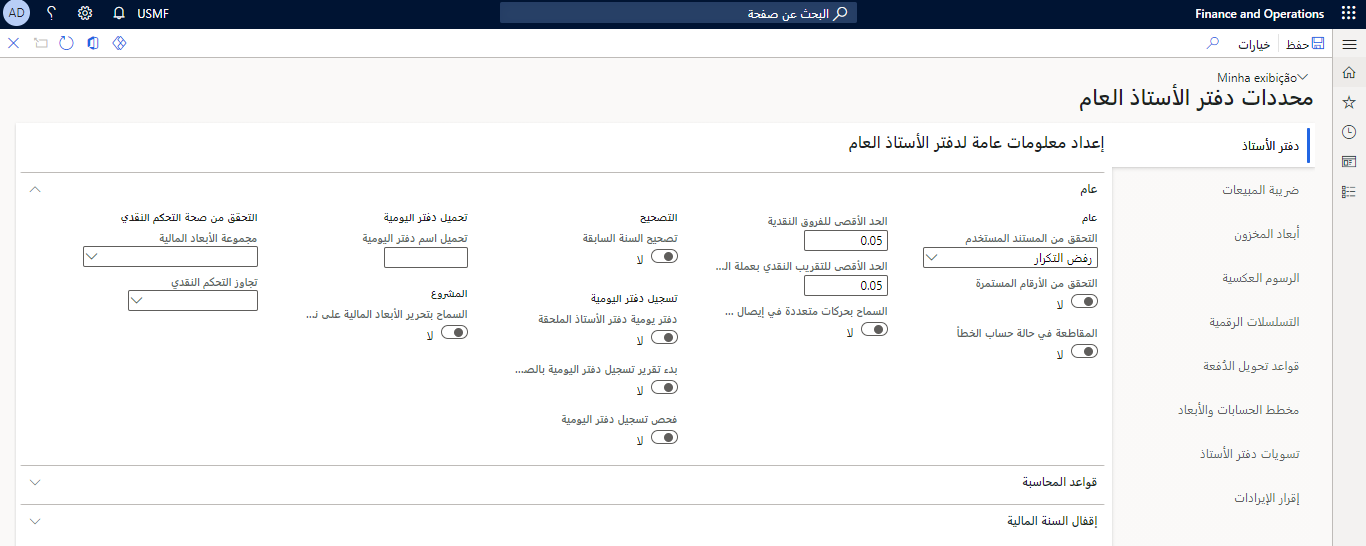 Finance and Operations
البحث عن صفحة
USMF
؟
AD
حفظ
خيارات
Minha exibição
محددات دفتر الأستاذ العام
دفتر الأستاذ
ضريبة المبيعات
أبعاد المخزون
الرسوم العكسية
التسلسلات الرقمية
قواعد تحويل الدُفعة
مخطط الحسابات والأبعاد
تسويات دفتر الأستاذ
إقرار الإيرادات
إعداد معلومات عامة لدفتر الأستاذ العام
عام
عام
التحقق من المستند المستخدم
رفض التكرار
التحقق من الأرقام المستمرة
لا
المقاطعة في حالة حساب الخطأ
لا
الحد الأقصى للفروق النقدية
0.05
الحد الأقصى للتقريب النقدي بعملة ال...
0.05
السماح بحركات متعددة في إيصال ...
لا
التصحيح
تصحيح السنة السابقة
لا
تسجيل دفتر اليومية
دفتر يومية دفتر الأستاذ الملحقة
لا
بدء تقرير تسجيل دفتر اليومية بالص...
لا
فحص تسجيل دفتر اليومية
لا
تحميل دفتر اليومية
تحميل اسم دفتر اليومية
المشروع
السماح بتحرير الأبعاد المالية على نـ...
لا
التحقق من صحة التحكم النقدي
مجموعة الأبعاد المالية
تجاوز التحكم النقدي
قواعد المحاسبة
إقفال السنة المالية